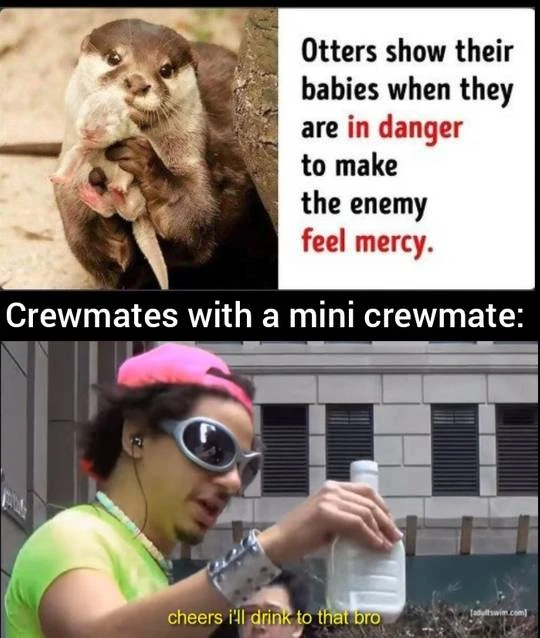 Otters show their
babies when they
are in danger
to make
the enemy
feel mercy.
Crewmates with a mini crewmate:
cheers i'll drink to that bro
[adultswim.com]